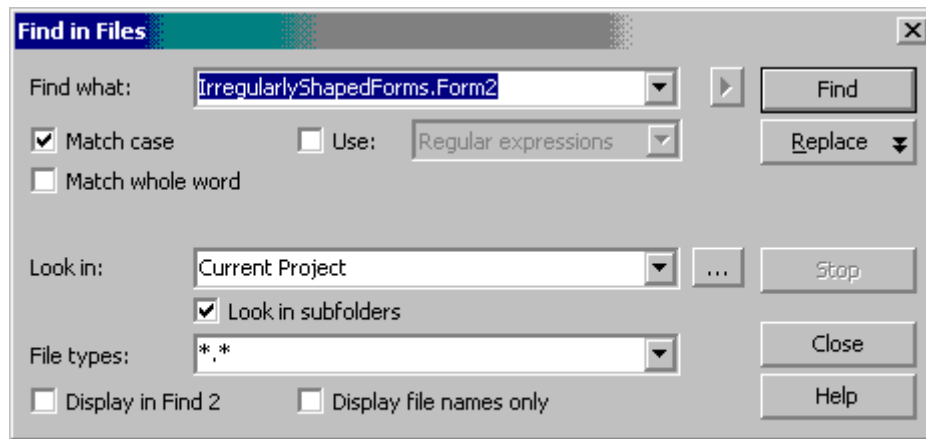 Find in Files
Find what: IrregularlyShapedForms.Form2 Find
Match case Use: Regular expressions Replace
Match whole word
Look in: Current Project ... Stop
Look in subfolders
File types: *.* Close
Display in Find 2 Display file names only Help